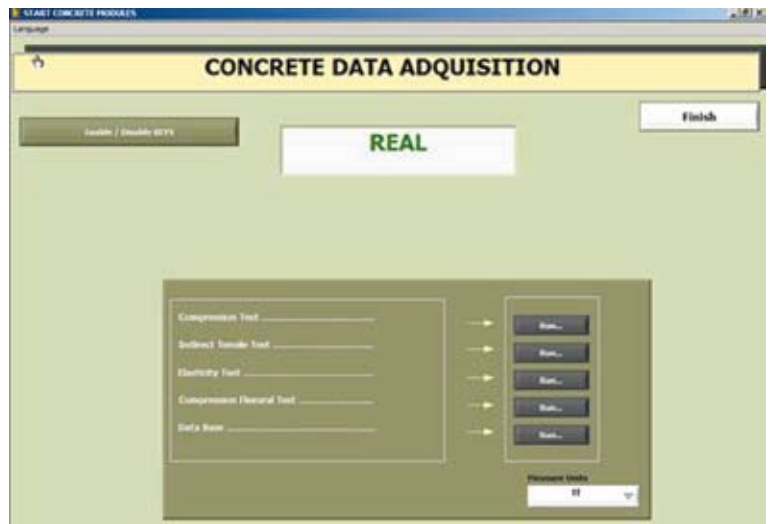 START CONCRETE MODULES
Language
CONCRETE DATA ADQUISITION
Enable / Disable KEYS
Finish
REAL
Compression Test
Run...
Indirect Tensile Test
Run...
Elasticity Test
Run...
Compression Flexural Test
Run...
Data Base
Run...
Measure Units